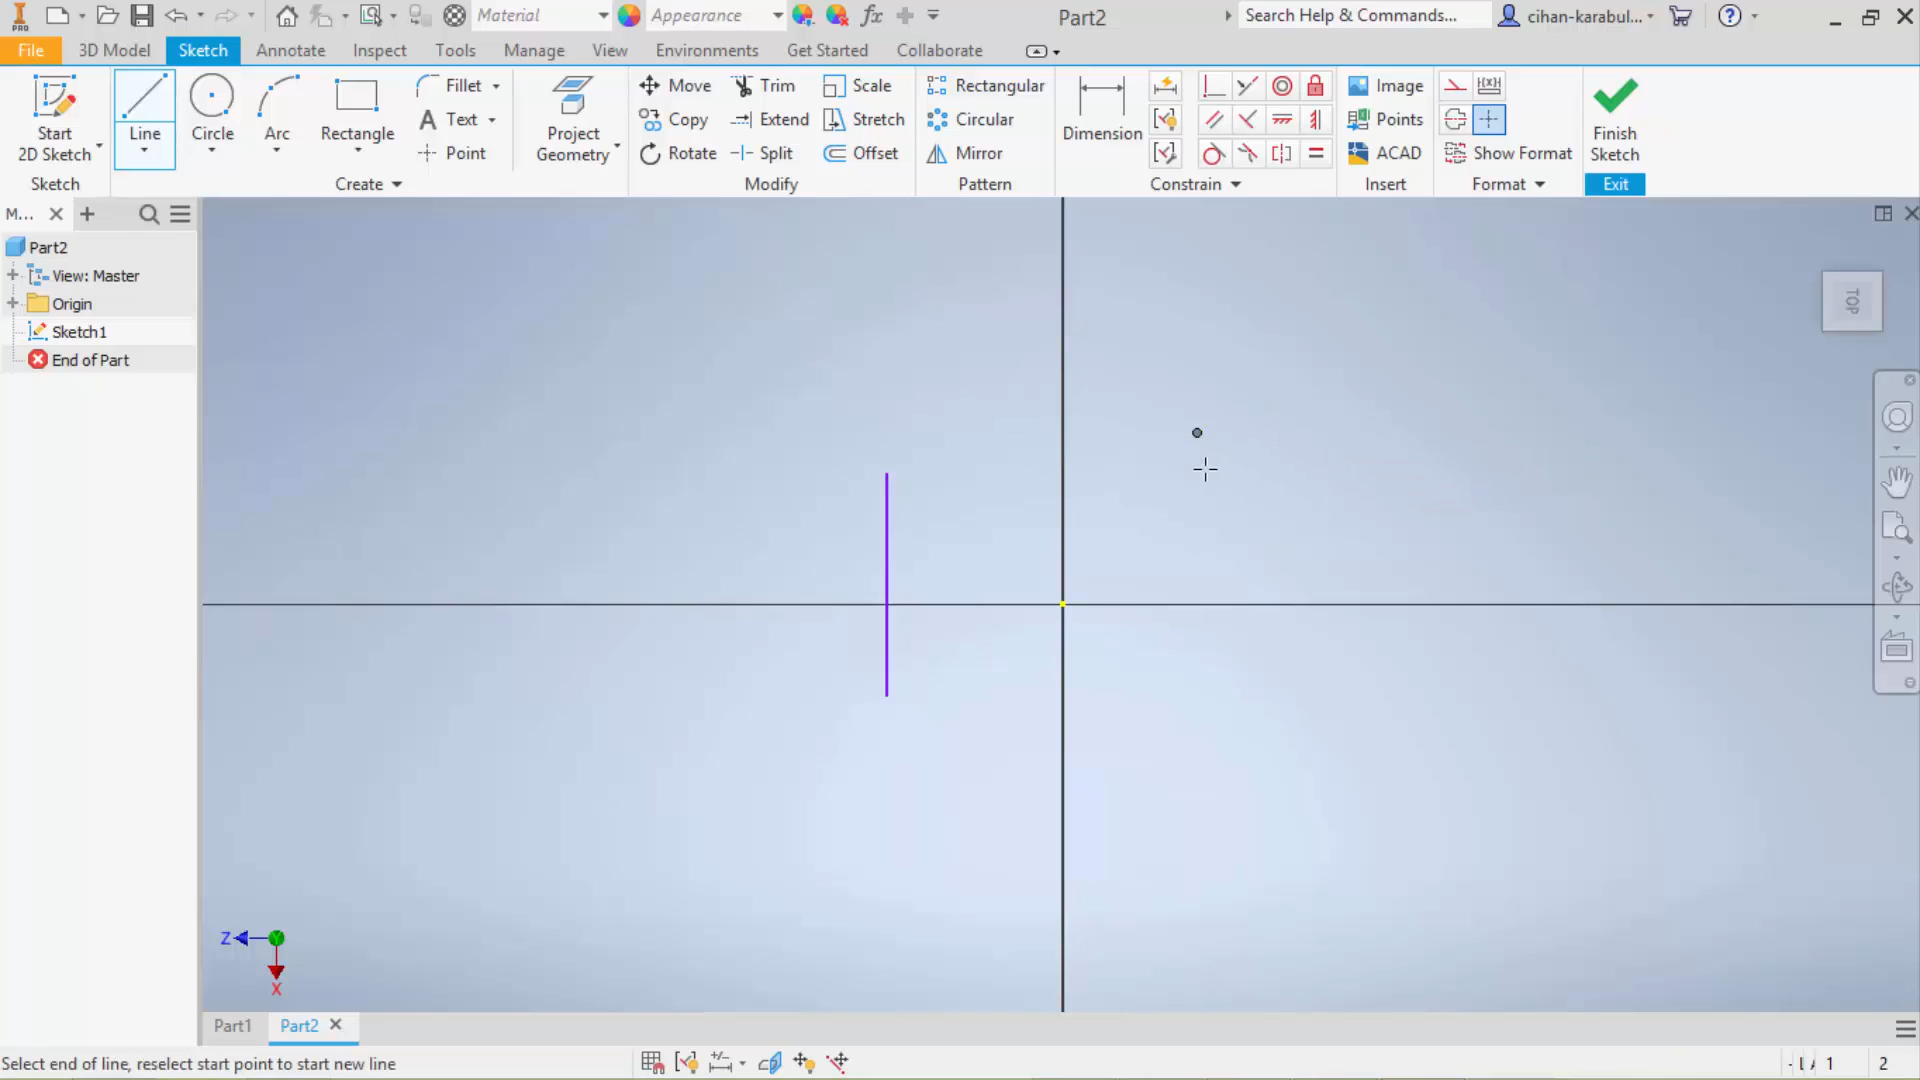 PRO
Material
Appearance
fx
Part2
Search Help & Commands...
cihan-karabul...
File
3D Model
Sketch
Annotate
Inspect
Tools
Manage
View
Environments
Get Started
Collaborate
Start
2D Sketch
Line
Circle
Arc
Rectangle
Fillet
Text
Point
Project
Geometry
Move
Copy
Rotate
Trim
Extend
Split
Scale
Stretch
Offset
Rectangular
Circular
Mirror
Dimension
Image
Points
ACAD
Show Format
Finish
Sketch
Sketch
Create
Modify
Pattern
Constrain
Insert
Format
Exit
M...
Part2
View: Master
Origin
Sketch1
End of Part
TOP
Z
Y
X
Part1
Part2
Select end of line, reselect start point to start new line
1
2